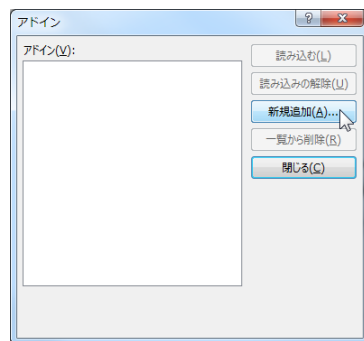 アドイン
アドイン(V):
読み込む(L)
読み込みの解除(U)
新規追加(A)...
一覧から削除(R)
閉じる(C)